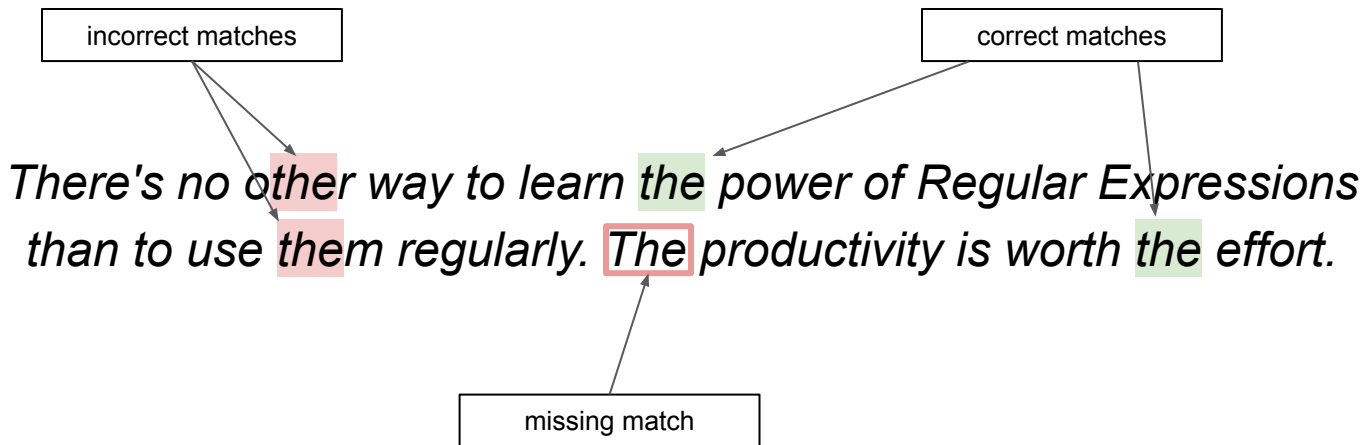 incorrect matches
correct matches
There's no other way to learn the power of Regular Expressions
than to use them regularly. The productivity is worth the effort.
missing match